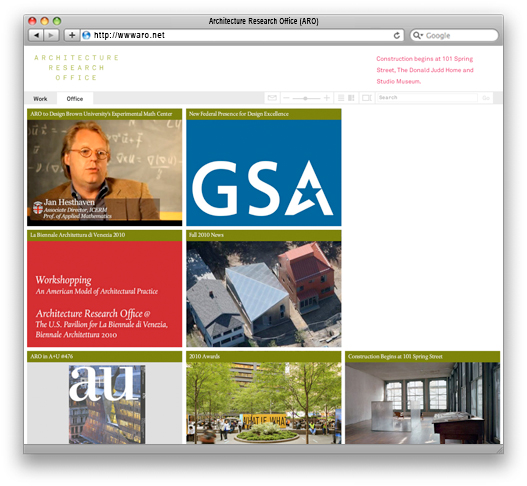 Architecture Research Office (ARO)
http://wwwaro.net
Google
ARCHITECTURE
RESEARCH
OFFICE
Construction begins at 101 Spring
Street, The Donald Judd Home and
Studio Museum.
Work
Office
Search
ARO to Design Brown University's Experimental Math Center
New Federal Presence for Design Excellence
Jan Hesthaven
Associate Director, ICERM
Prof. of Applied Mathematics
GSA
La Biennale Architettura di Venezia 2010
Fall 2010 News
Workshopping
An American Model of Architectural Practice
Architecture Research Office @
The U.S. Pavilion for La Biennale di Venezia,
Biennale Architettura 2010
ARO in A+U #476
2010 Awards
Construction Begins at 101 Spring Street
au
WHAT IF WHAT